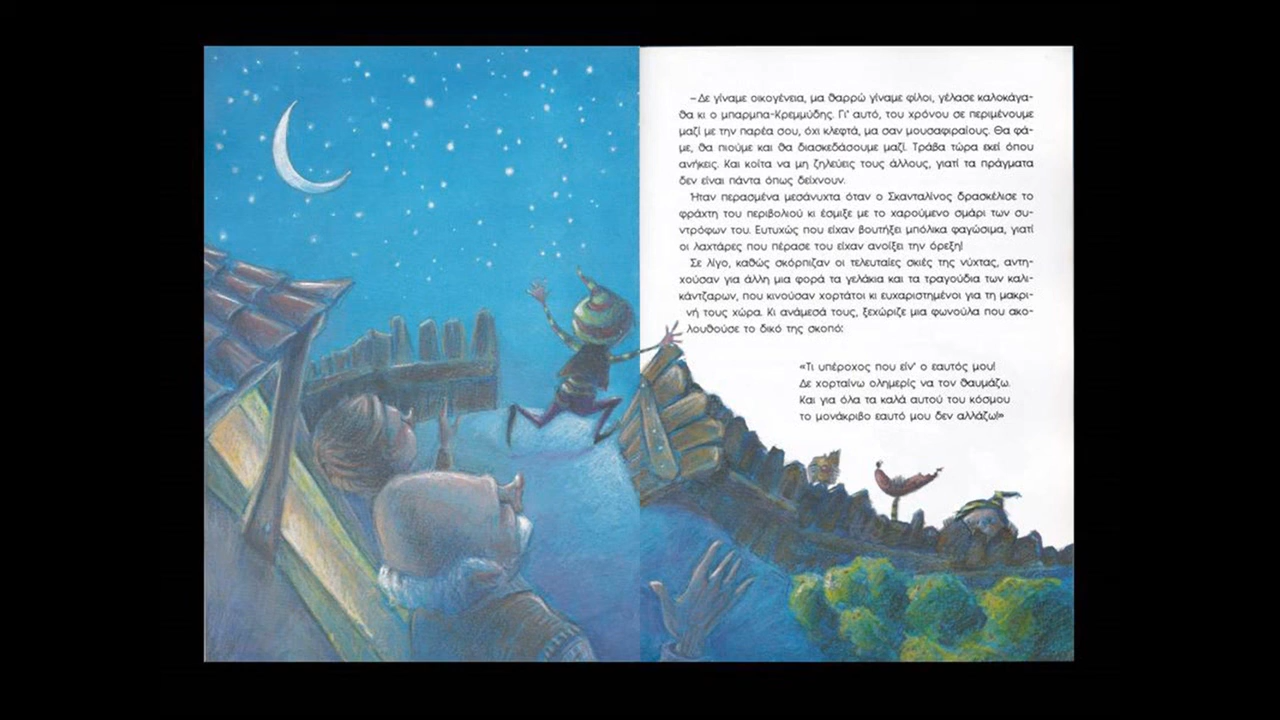 –Δε γίναμε οικογένεια, μα θαρρώ γίναμε φίλοι, γέλασε καλοκάγα-
θα κι ο μπαρμπα-Κρεμμύδης. Γι' αυτό, του χρόνου σε περιμένουμε
μαζί με την παρέα σου, όχι κλεφτά, μα σαν μουσαφιραίους. Θα φά-
με, θα πιούμε και θα διασκεδάσουμε μαζί. Τράβα τώρα εκεί όπου
ανήκεις. Και κοίτα να μη ζηλεύεις τους άλλους, γιατί τα πράγματα
δεν είναι πάντα όπως δείχνουν.
Ήταν περασμένα μεσάνυχτα όταν ο Σκανταλίνος δρασκέλισε το
φράχτη του περιβολιού κι έσμιξε με το χαρούμενο σμάρι των συ-
ντρόφων του. Ευτυχώς που είχαν βουτήξει μπόλικα φαγώσιμα, γιατί
οι λαχτάρες που πέρασε του είχαν ανοίξει την όρεξη!
Σε λίγο, καθώς σκόρπιζαν οι τελευταίες σκιές της νύχτας, αντη-
χούσαν για άλλη μια φορά τα γελάκια και τα τραγούδια των καλι-
κάντζαρων, που κινούσαν χορτάτοι κι ευχαριστημένοι για τη μακρι-
νή τους χώρα. Κι ανάμεσά τους, ξεχώριζε μια φωνούλα που ακο-
λουθούσε το δικό της σκοπό:
«Τι υπέροχος που είν' ο εαυτός μου!
Δε χορταίνω ολημερίς να τον θαυμάζω.
Και για όλα τα καλά αυτού του κόσμου
το μονάκριβο εαυτό μου δεν αλλάζω!»